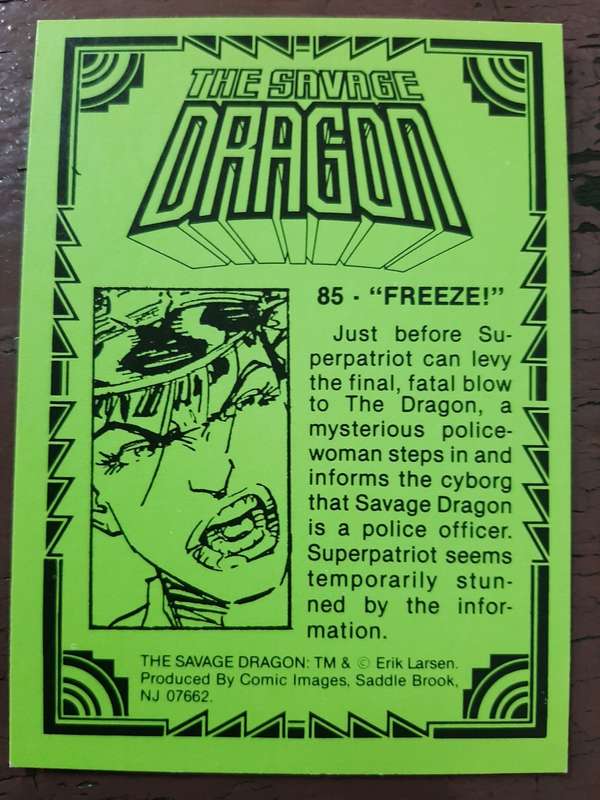 THE SAVAGE
DRAGON
85 - "FREEZE!"
Just before Su-
perpatriot can levy
the final, fatal blow
to The Dragon, a
mysterious police-
woman steps in and
informs the cyborg
that Savage Dragon
is a police officer.
Superpatriot seems
temporarily stun-
ned by the infor-
mation.
THE SAVAGE DRAGON: TM & © Erik Larsen.
Produced By Comic Images, Saddle Brook,
NJ 07662.